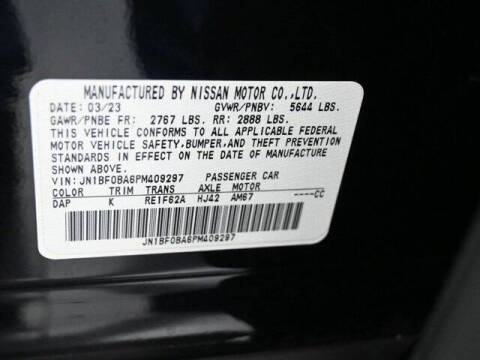 MANUFACTURED BY NISSAN MOTOR CO.,LTD.
DATE: 03/23 GVWR/PNBV: 5644 LBS.
GAWR/PNBE FR: 2767 LBS. RR: 2888 LBS.
THIS VEHICLE CONFORMS TO ALL APPLICABLE FEDERAL
MOTOR VEHICLE SAFETY,BUMPER,AND THEFT PREVENTION
STANDARDS IN EFFECT ON THE DATE OF MANUFACTURE
SHOWN ABOVE.
VIN:JN1BF0BA6PM409297 PASSENGER CAR
COLOR TRIM TRANS AXLE MOTOR
DAP K RE1F62A HJ42 AM67 ----CC
JN1BF0BA6PM409297